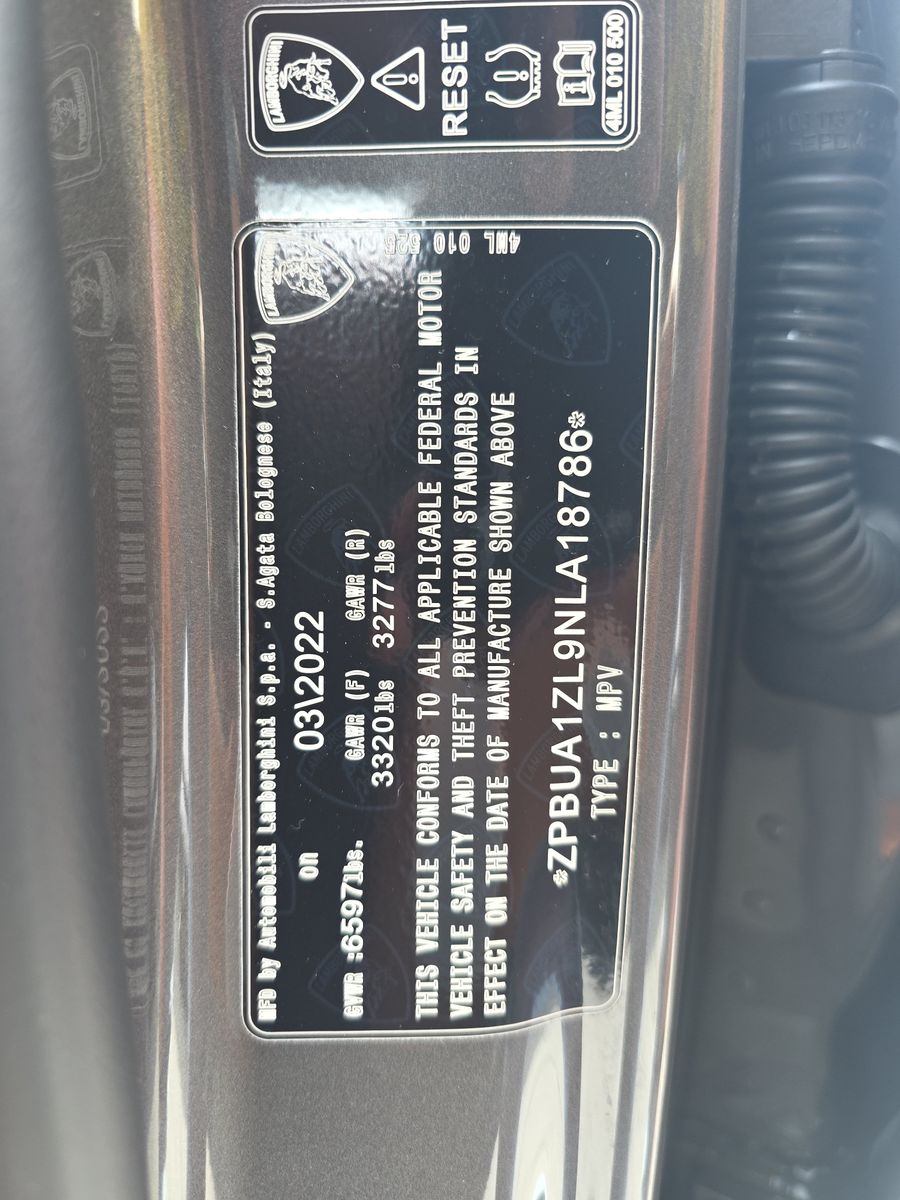 LAMBORGHINI
RESET
4ML 010 500
LAMBORGHINI
4ML 010 525
MFD by Automobili Lamborghini S.p.a. - S.Agata Bolognese (Italy)
on 03\2022
GVWR :6597lbs. GAWR (F) GAWR (R)
3320lbs 3277lbs
THIS VEHICLE CONFORMS TO ALL APPLICABLE FEDERAL MOTOR
VEHICLE SAFETY AND THEFT PREVENTION STANDARDS IN
EFFECT ON THE DATE OF MANUFACTURE SHOWN ABOVE
*ZPBUA1ZL9NLA18786*
TYPE : MPV